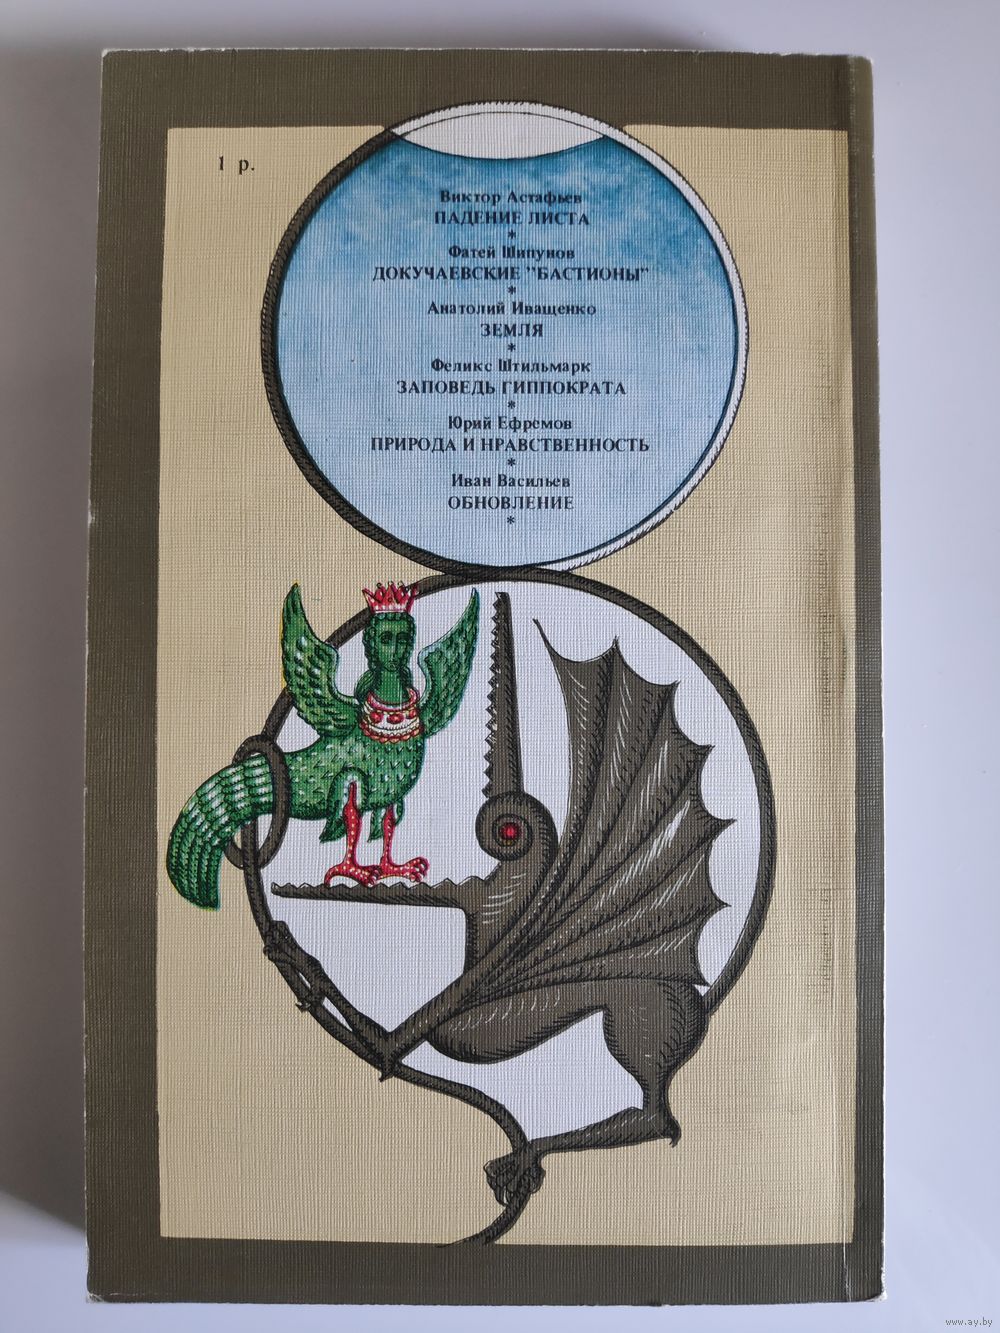 1 р.
Виктор Астафьев
ПАДЕНИЕ ЛИСТА
*
Фатей Шипунов
ДОКУЧАЕВСКИЕ "БАСТИОНЫ"
*
Анатолий Иващенко
ЗЕМЛЯ
*
Феликс Штильмарк
ЗАПОВЕДЬ ГИППОКРАТА
*
Юрий Ефремов
ПРИРОДА И НРАВСТВЕННОСТЬ
*
Иван Васильев
ОБНОВЛЕНИЕ
*
www.ay.by